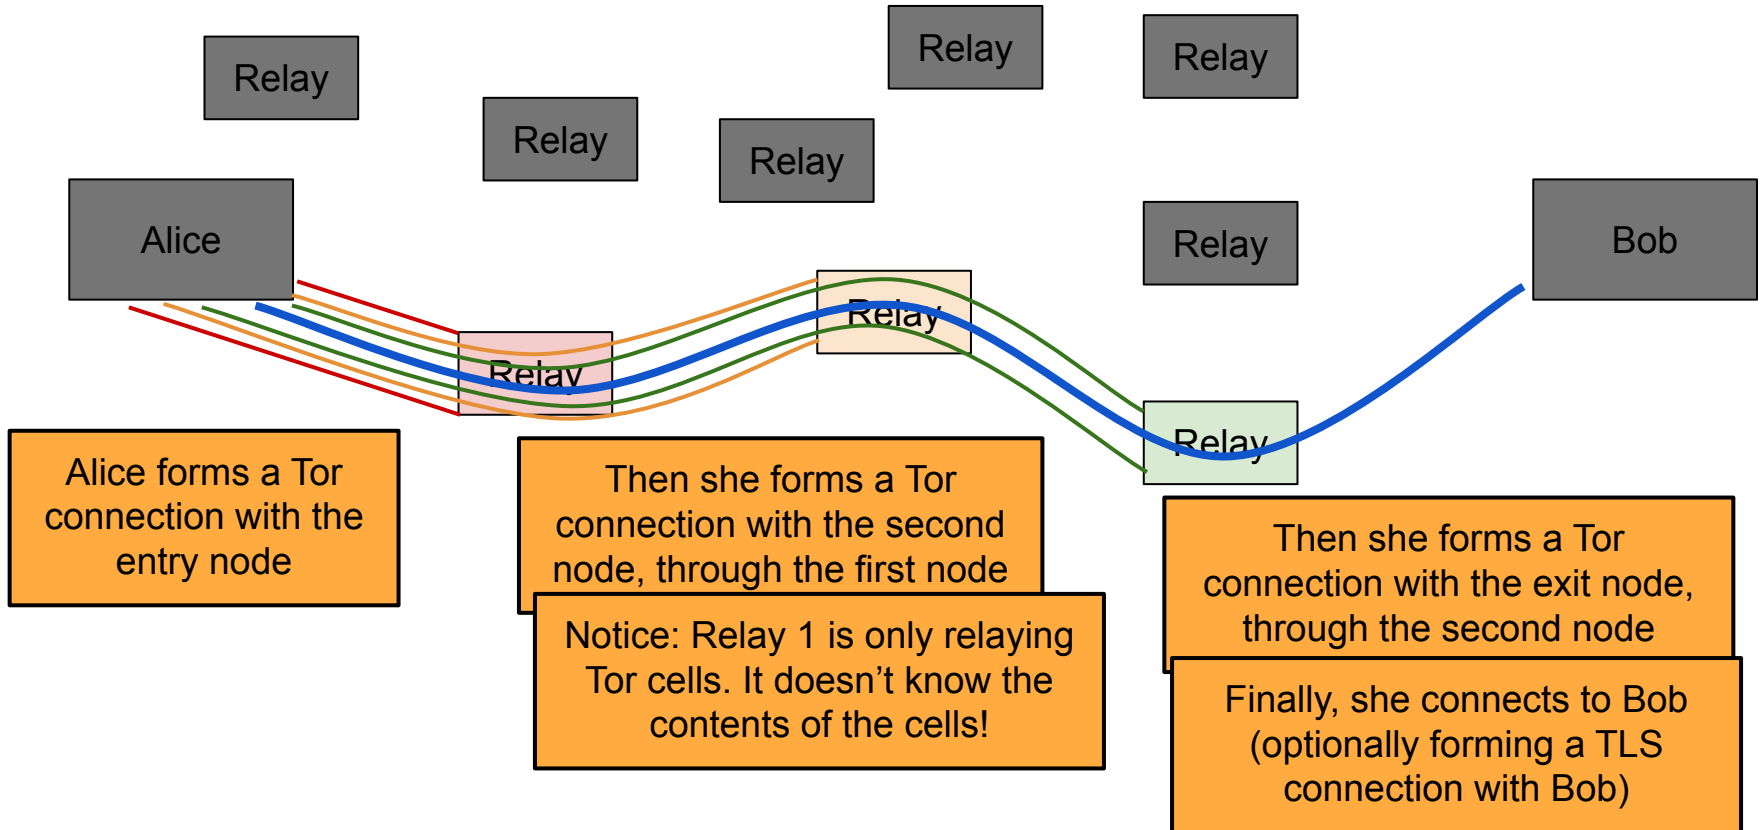 Relay
Relay
Relay
Relay
Relay
Alice
Relay
Bob
Relay
Relay
Relay
Alice forms a Tor
connection with the
entry node
Then she forms a Tor
connection with the second
node, through the first node
Notice: Relay 1 is only relaying
Tor cells. It doesn’t know the
contents of the cells!
Then she forms a Tor
connection with the exit node,
through the second node
Finally, she connects to Bob
(optionally forming a TLS
connection with Bob)